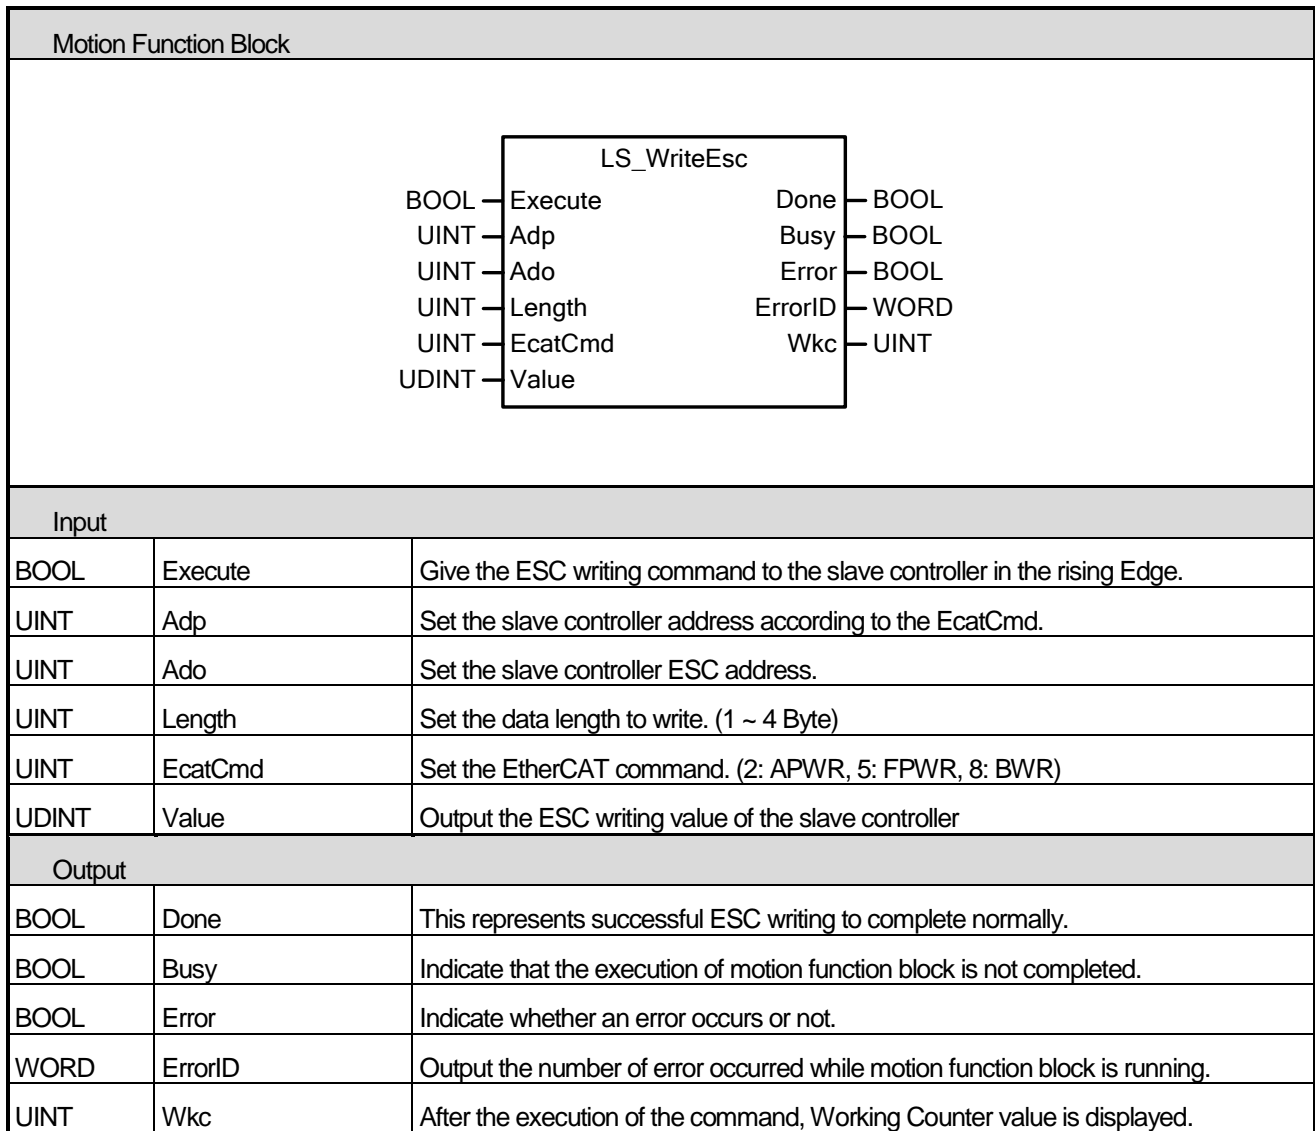 Motion Function Block
LS_WriteEsc
BOOL Execute Done BOOL
UINT Adp Busy BOOL
UINT Ado Error BOOL
UINT Length ErrorID WORD
UINT EcatCmd Wkc UINT
UDINT Value
Input
BOOL Execute Give the ESC writing command to the slave controller in the rising Edge.
UINT Adp Set the slave controller address according to the EcatCmd.
UINT Ado Set the slave controller ESC address.
UINT Length Set the data length to write. (1 ~ 4 Byte)
UINT EcatCmd Set the EtherCAT command. (2: APWR, 5: FPWR, 8: BWR)
UDINT Value Output the ESC writing value of the slave controller
Output
BOOL Done This represents successful ESC writing to complete normally.
BOOL Busy Indicate that the execution of motion function block is not completed.
BOOL Error Indicate whether an error occurs or not.
WORD ErrorID Output the number of error occurred while motion function block is running.
UINT Wkc After the execution of the command, Working Counter value is displayed.